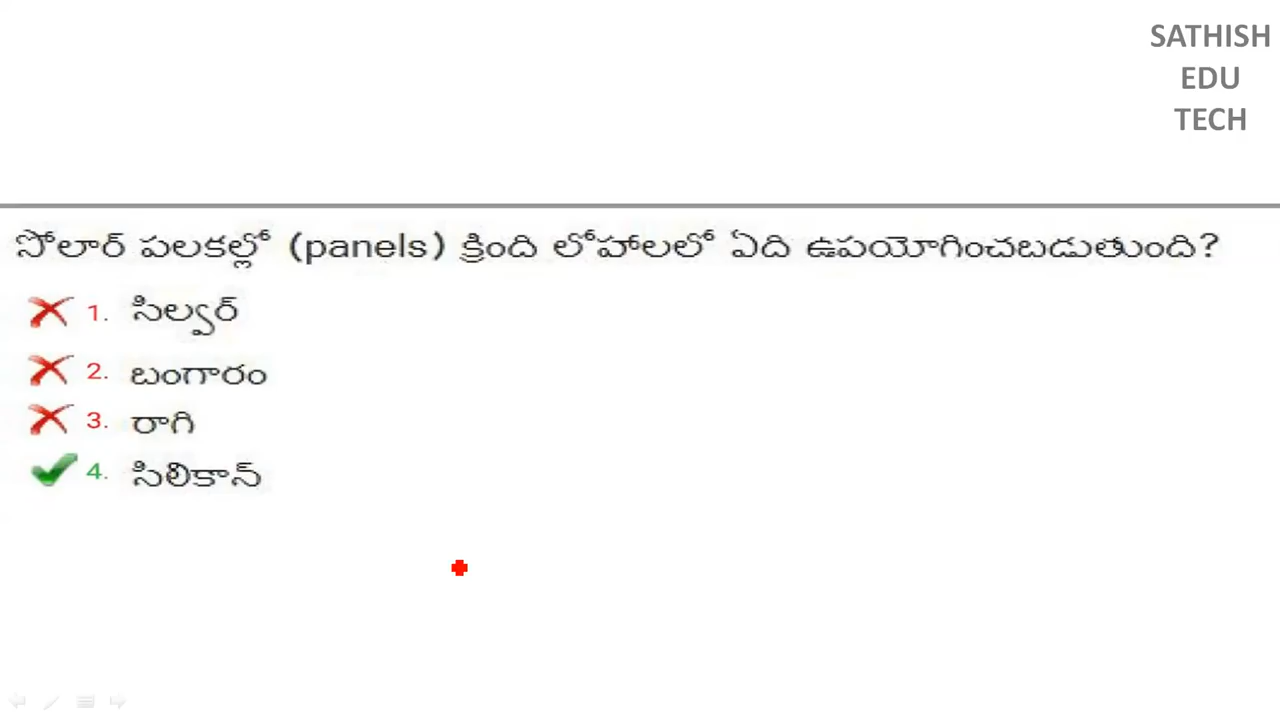 SATHISH
EDU
TECH
సోలార్ పలకల్లో (panels) క్రింది లోహాలలో ఏది ఉపయోగించబడుతుంది?
1. సిల్వర్
2. బంగారం
3. రాగి
4. సిలికాన్